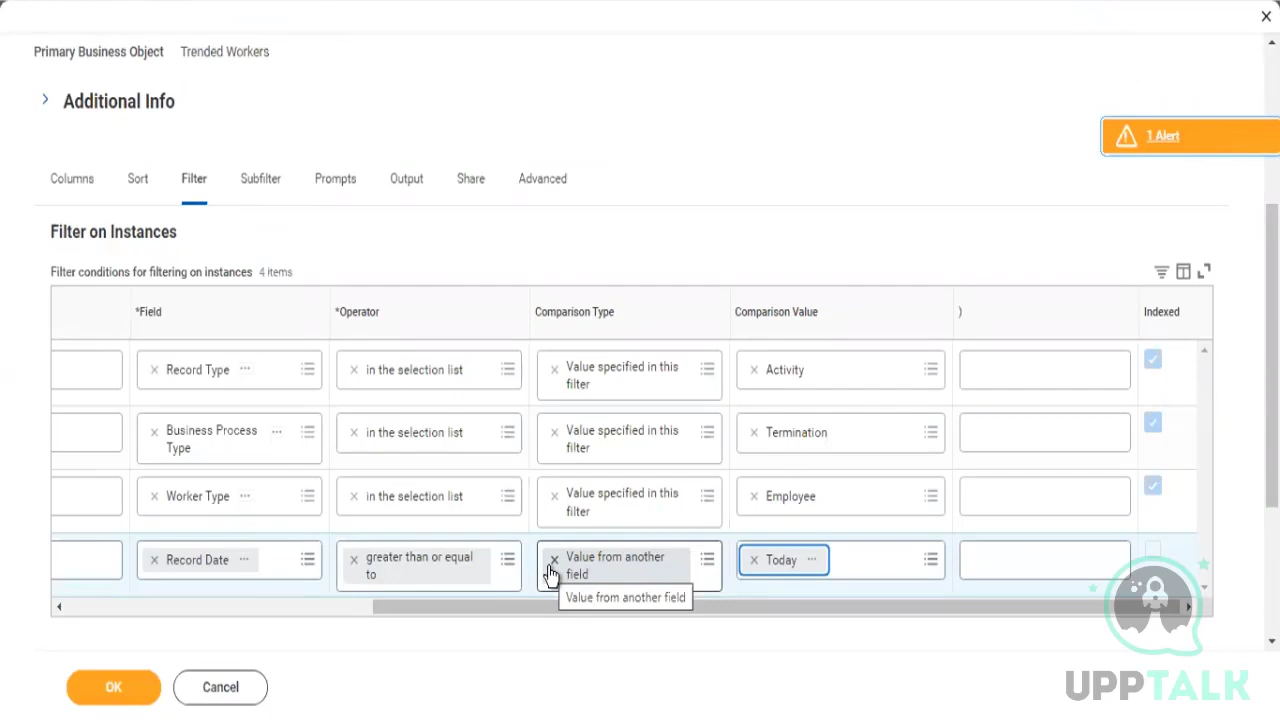 Primary Business Object Trended Workers
Additional Info
1 Alert
Columns Sort Filter Subfilter Prompts Output Share Advanced
Filter on Instances
Filter conditions for filtering on instances 4 items
*Field *Operator Comparison Type Comparison Value ) Indexed
Record Type ... in the selection list Value specified in this
filter Activity
Business Process
Type ... in the selection list Value specified in this
filter Termination
Worker Type ... in the selection list Value specified in this
filter Employee
Record Date ... greater than or equal
to Value from another
field Today ...
Value from another field
OK Cancel
UPPTALK